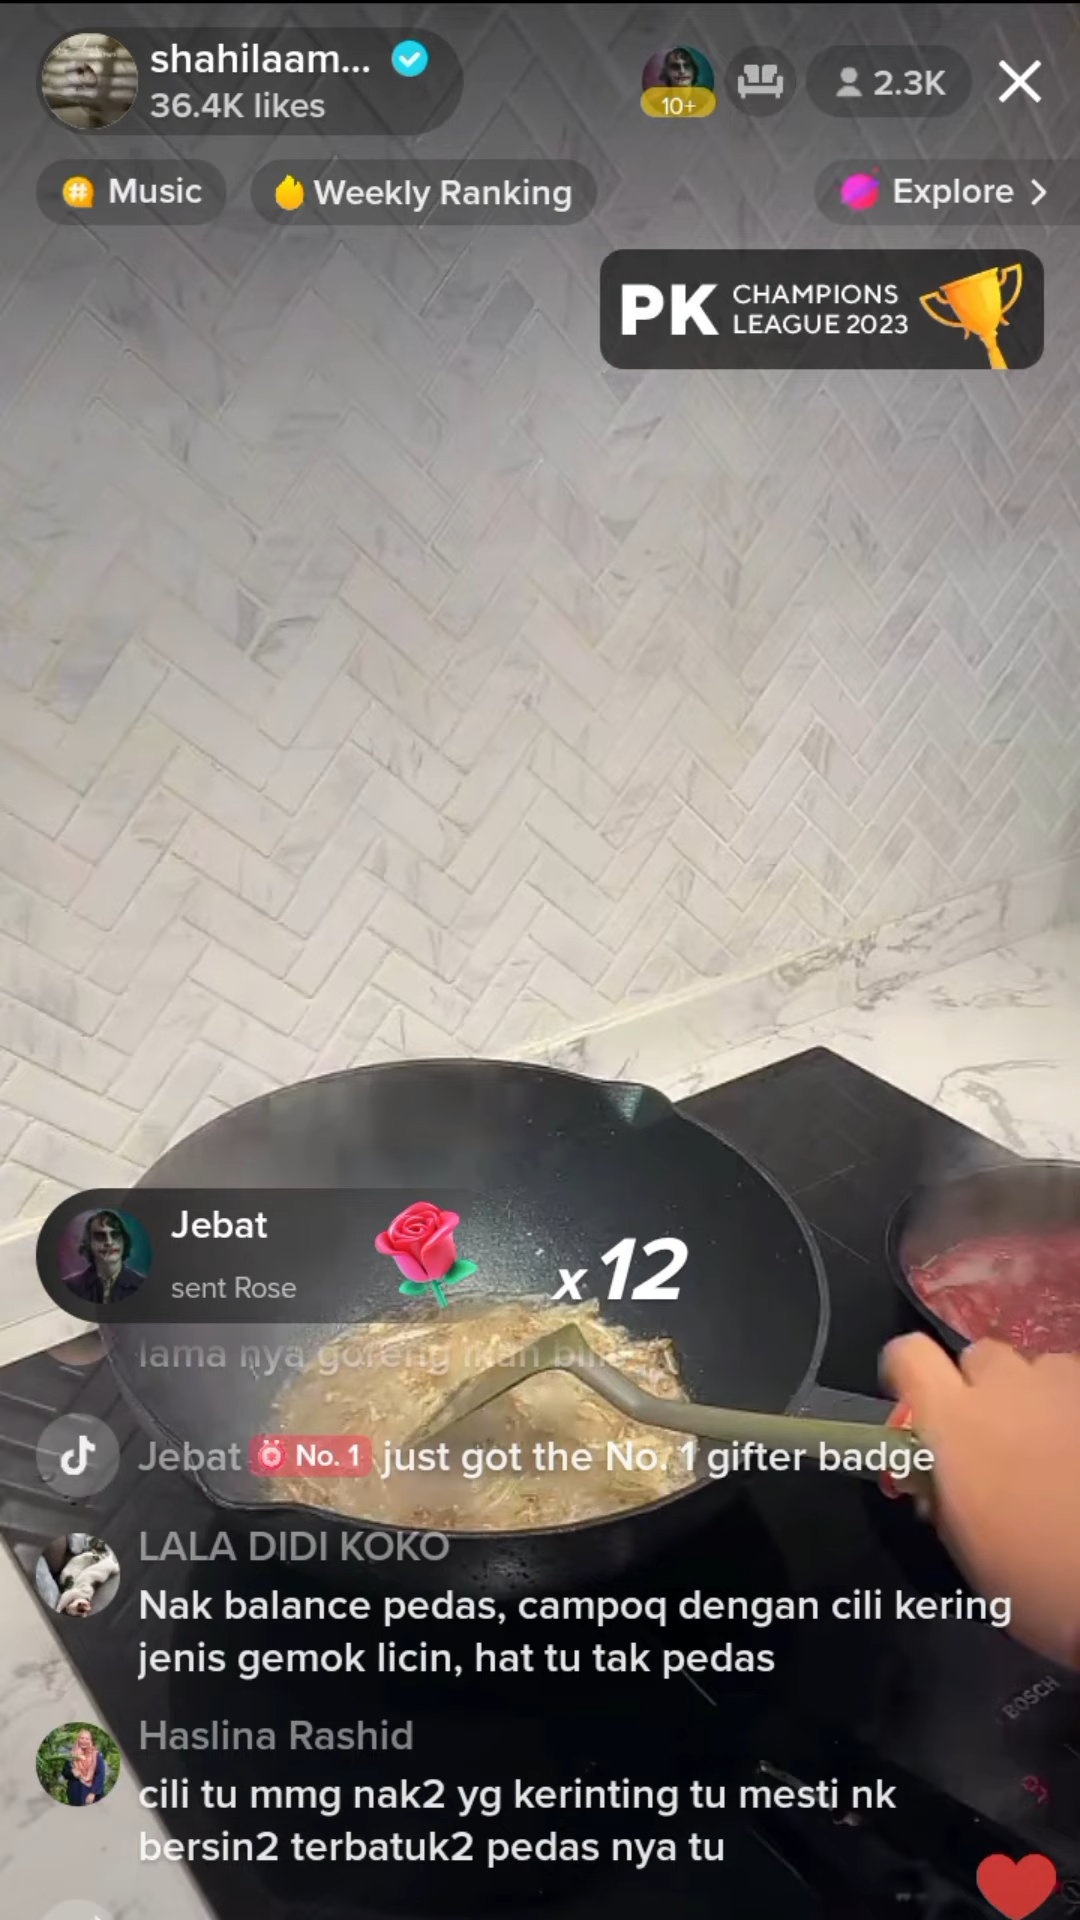 shahilaam...
36.4K likes
10+
2.3K
Music
Weekly Ranking
Explore
PK CHAMPIONS
LEAGUE 2023
Jebat
sent Rose
x12
lama nya goreng ikan bilis
Jebat No. 1 just got the No. 1 gifter badge
LALA DIDI KOKO
Nak balance pedas, campoq dengan cili kering
jenis gemok licin, hat tu tak pedas
BOSCH
Haslina Rashid
cili tu mmg nak2 yg kerinting tu mesti nk
bersin2 terbatuk2 pedas nya tu